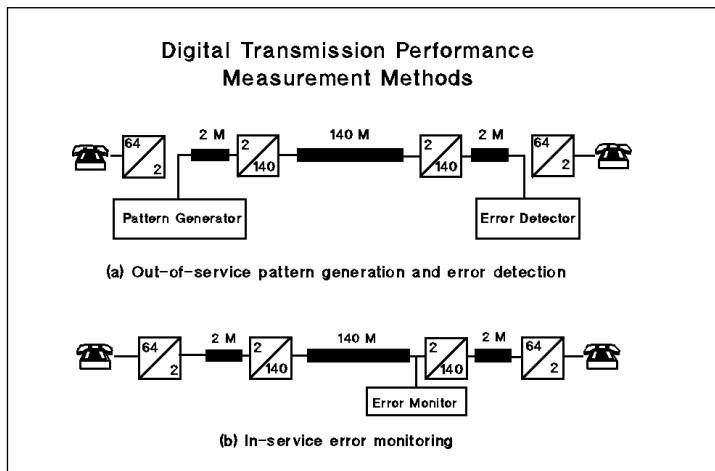 Digital Transmission Performance
Measurement Methods
2 M 140 M 2 M
64 2 2 140 2 140 64 2
Pattern Generator Error Detector
(a) Out-of-service pattern generation and error detection
2 M 140 M 2 M
64 2 2 140 2 140 64 2
Error Monitor
(b) In-service error monitoring